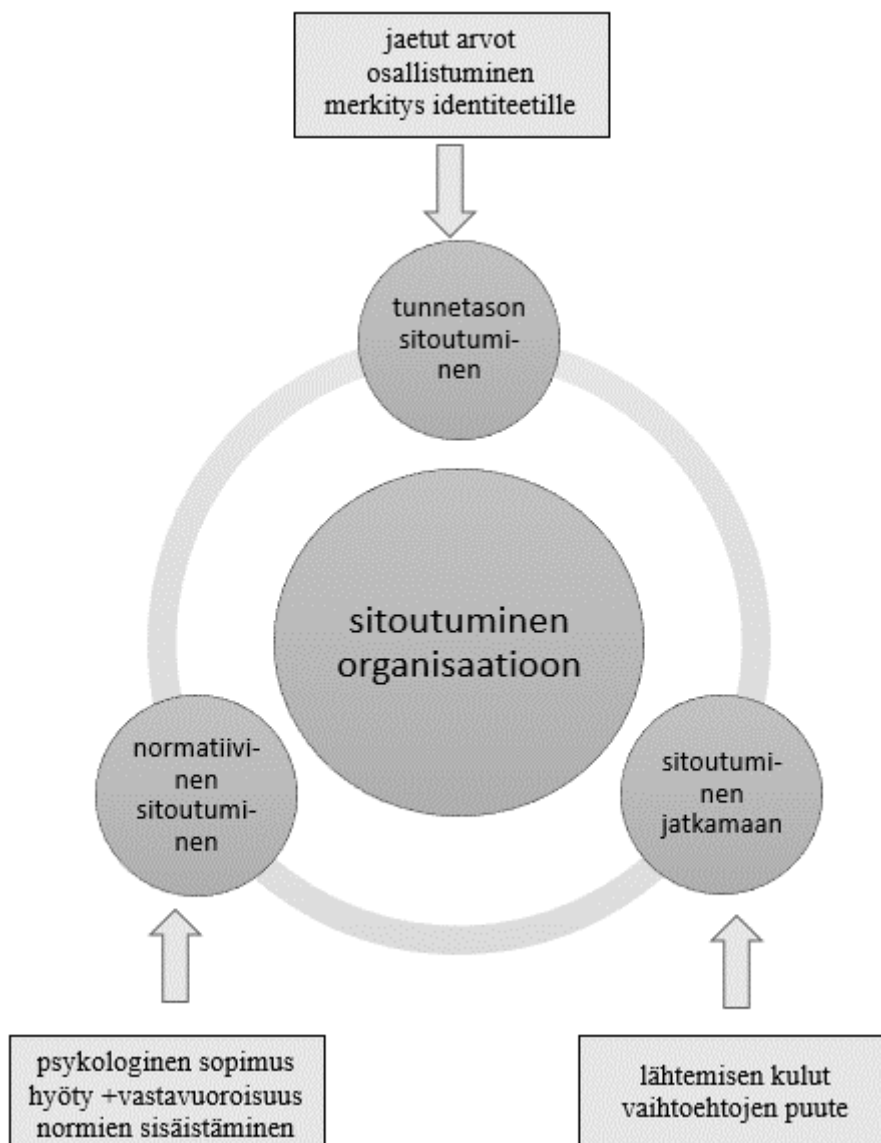 jaetut arvot
osallistuminen
merkitys identiteetille
tunnetason
sitoutumi-
nen
sitoutuminen
organisaatioon
normatiivi-
nen
sitoutumi-
nen
sitoutumi-
nen
jatkamaan
psykologinen sopimus
hyöty +vastavuoroisuus
normien sisäistäminen
lähtemisen kulut
vaihtoehtojen puute